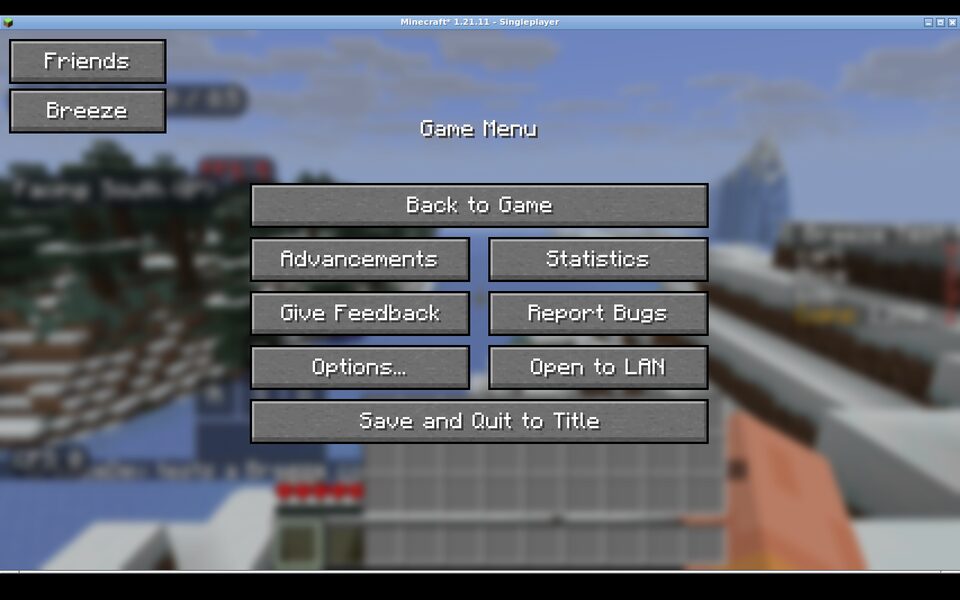 Minecraft* 1.21.11 - Singleplayer
Friends
Breeze
Game Menu
Back to Game
Advancements
Statistics
Give Feedback
Report Bugs
Options...
Open to LAN
Save and Quit to Title